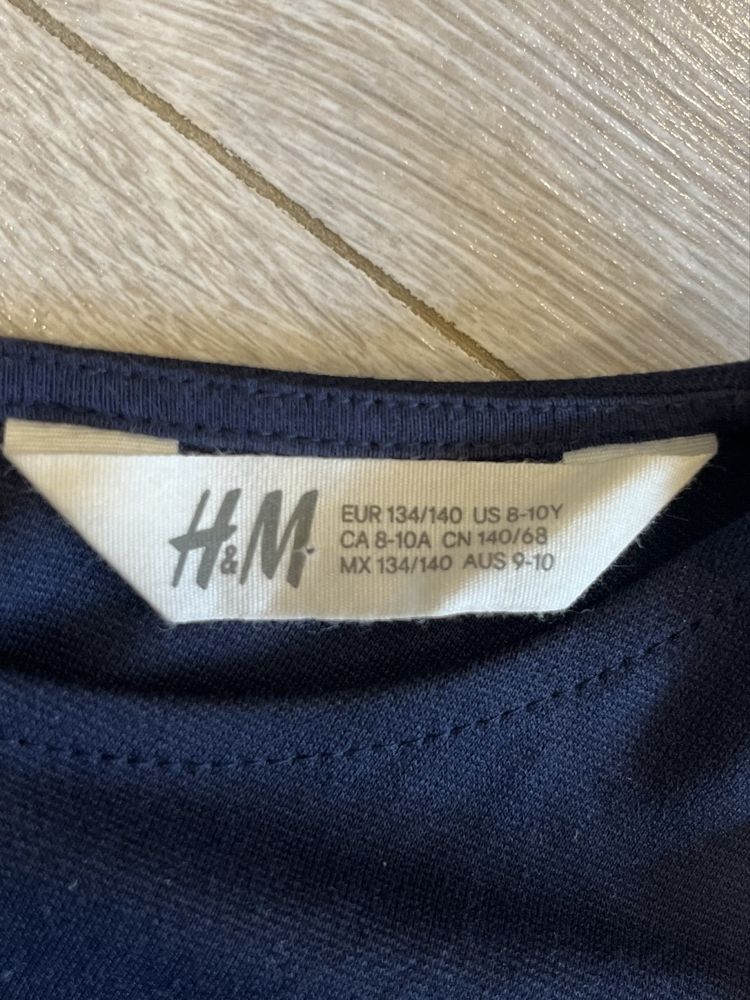 H&M
EUR 134/140 US 8-10Y
CA 8-10A CN 140/68
MX 134/140 AUS 9-10